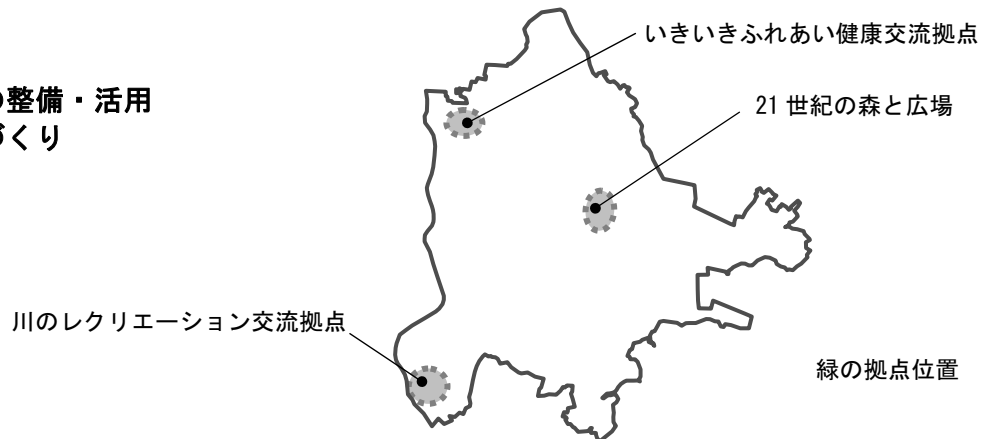 いきいきふれあい健康交流拠点
の整備・活用
づくり
21 世紀の森と広場
川のレクリエーション交流拠点
緑の拠点位置